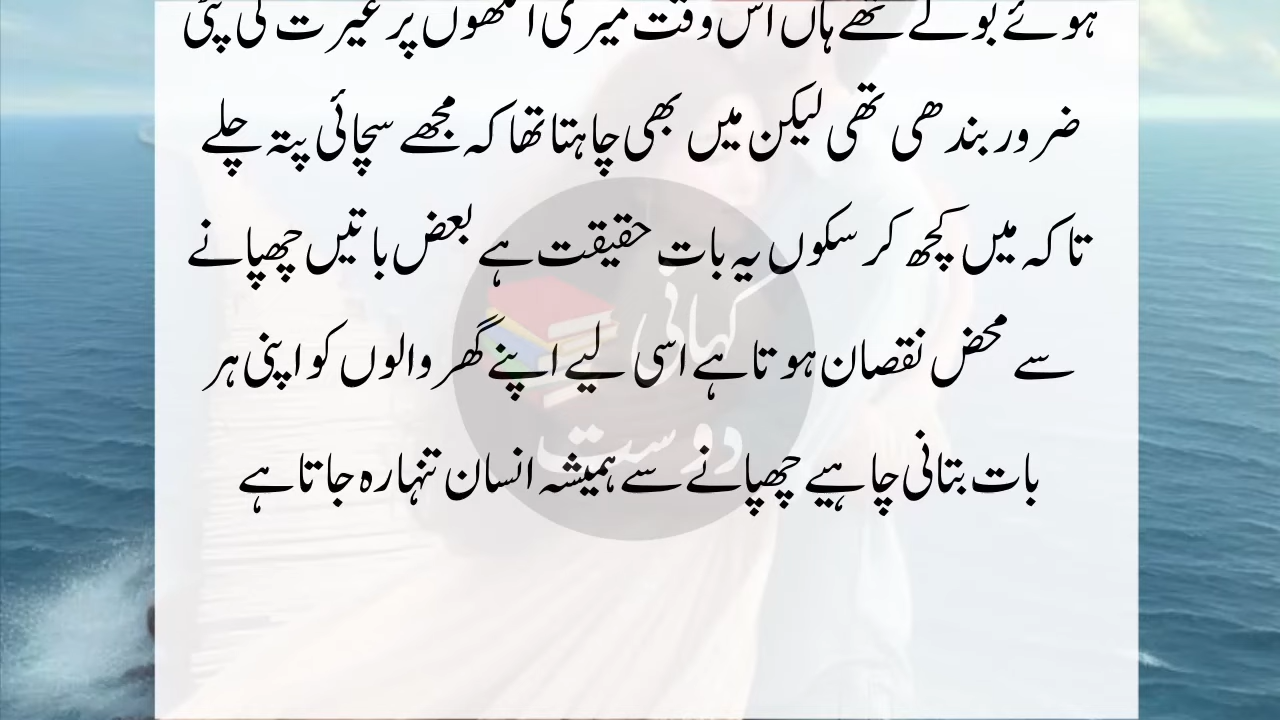 ہوئے بولے تھے ہاں اس وقت میری آنکھوں پر غیرت کی پٹی
ضرور بندھی تھی لیکن میں بھی چاہتا تھا کہ مجھے سچائی پتہ چلے
تاکہ میں کچھ کر سکوں یہ بات حقیقت ہے بعض باتیں چھپانے
سے محض نقصان ہوتا ہے اسی لیے اپنے گھر والوں کو اپنی ہر
بات بتانی چاہیے چھپانے سے ہمیشہ انسان تنہا رہ جاتا ہے
کہانی
دوست